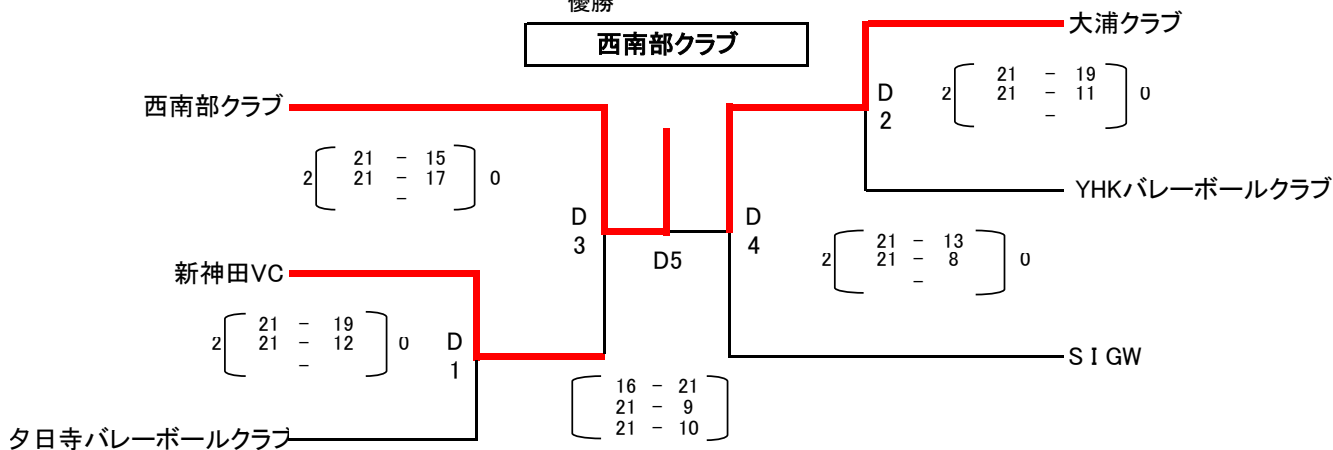 優勝
西南部クラブ
大浦クラブ
D
2
2 21 - 19 0
21 - 11
-
西南部クラブ
2 21 - 15 0
21 - 17
-
YHKバレーボールクラブ
D
3
D
4
D5
2 21 - 13 0
21 - 8
-
新神田VC
2 21 - 19 0
21 - 12
-
D
1
SIGW
16 - 21
21 - 9
21 - 10
夕日寺バレーボールクラブ